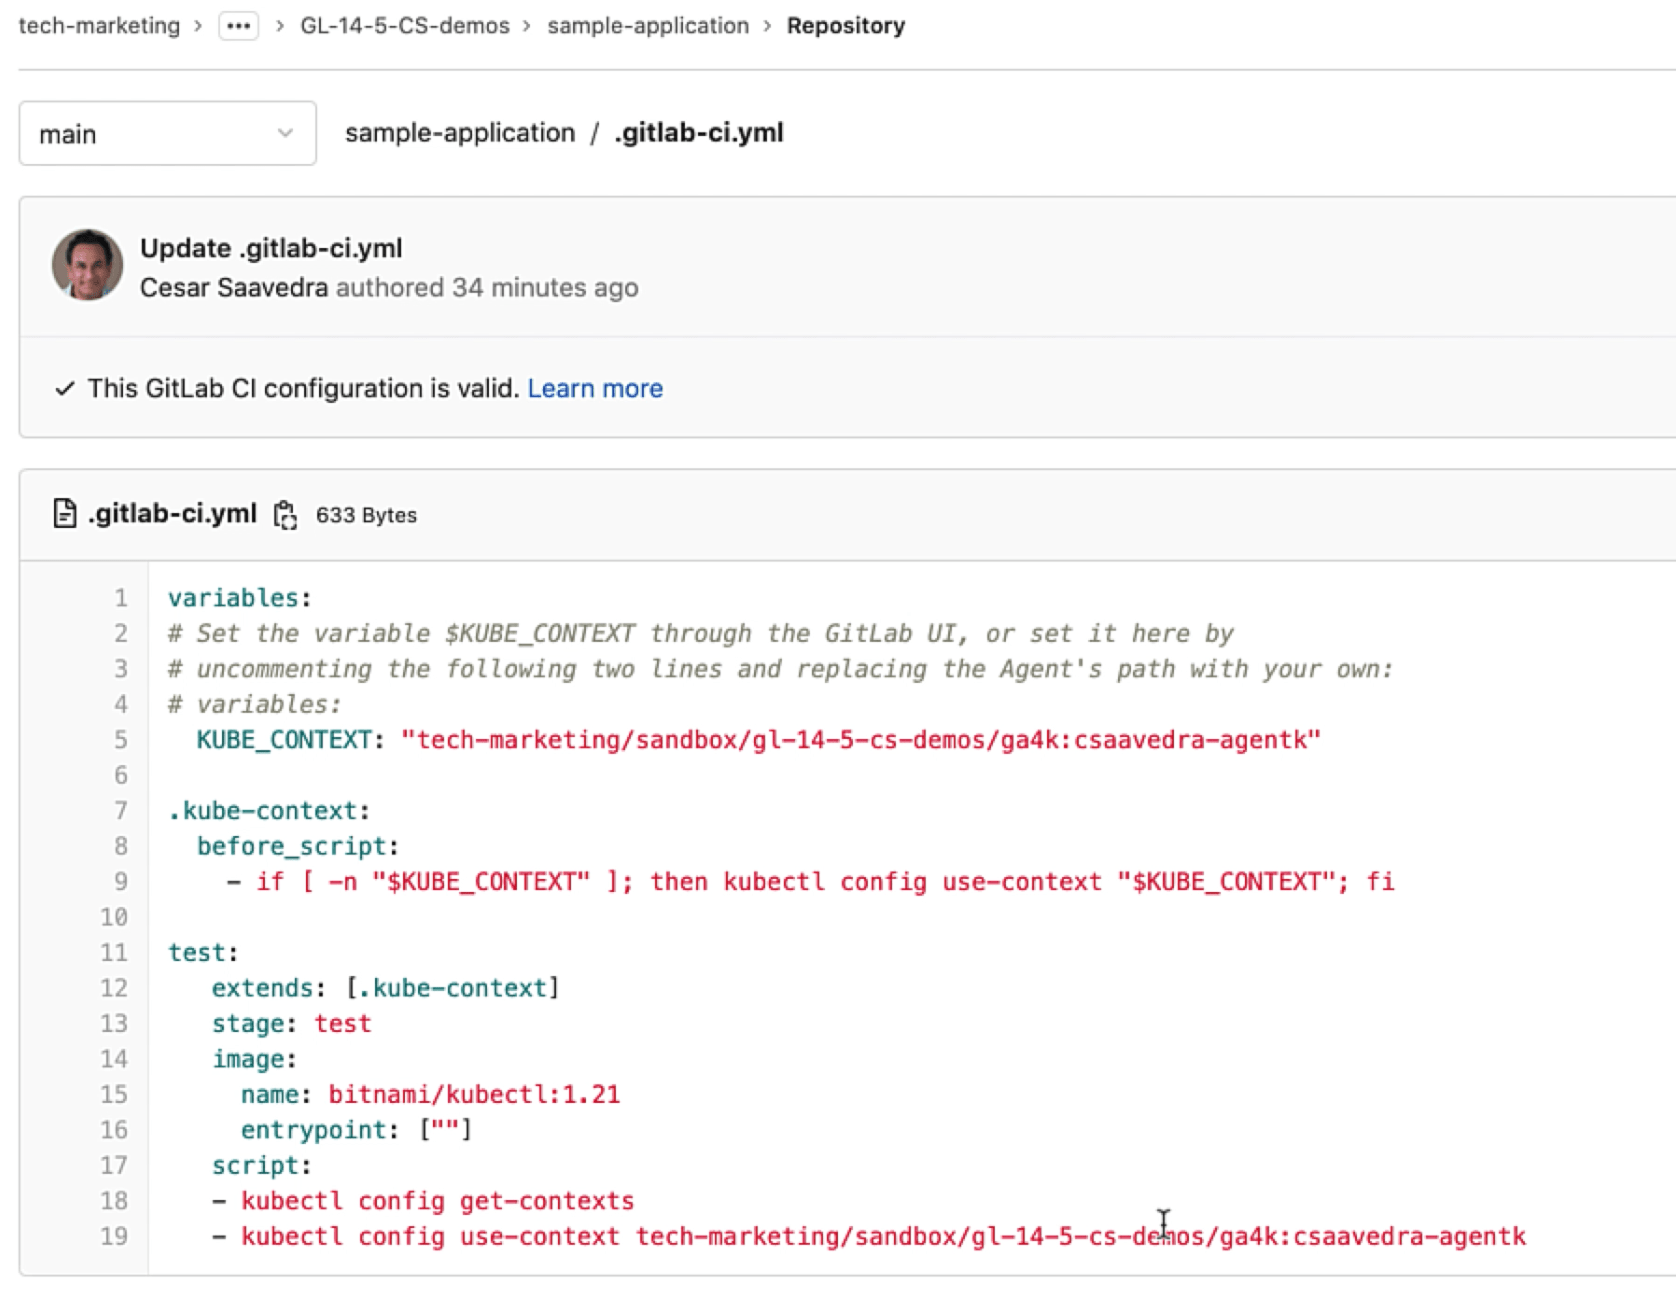 tech-marketing > ... > GL-14-5-CS-demos > sample-application > Repository
main sample-application / .gitlab-ci.yml
Update .gitlab-ci.yml
Cesar Saavedra authored 34 minutes ago
This GitLab CI configuration is valid. Learn more
.gitlab-ci.yml 633 Bytes
1 variables:
2 # Set the variable $KUBE_CONTEXT through the GitLab UI, or set it here by
3 # uncommenting the following two lines and replacing the Agent's path with your own:
4 # variables:
5   KUBE_CONTEXT: "tech-marketing/sandbox/gl-14-5-cs-demos/ga4k:csaavedra-agentk"
6
7 .kube-context:
8   before_script:
9     - if [ -n "$KUBE_CONTEXT" ]; then kubectl config use-context "$KUBE_CONTEXT"; fi
10
11 test:
12    extends: [.kube-context]
13    stage: test
14    image:
15      name: bitnami/kubectl:1.21
16      entrypoint: [""]
17    script:
18    - kubectl config get-contexts
19    - kubectl config use-context tech-marketing/sandbox/gl-14-5-cs-demos/ga4k:csaavedra-agentk